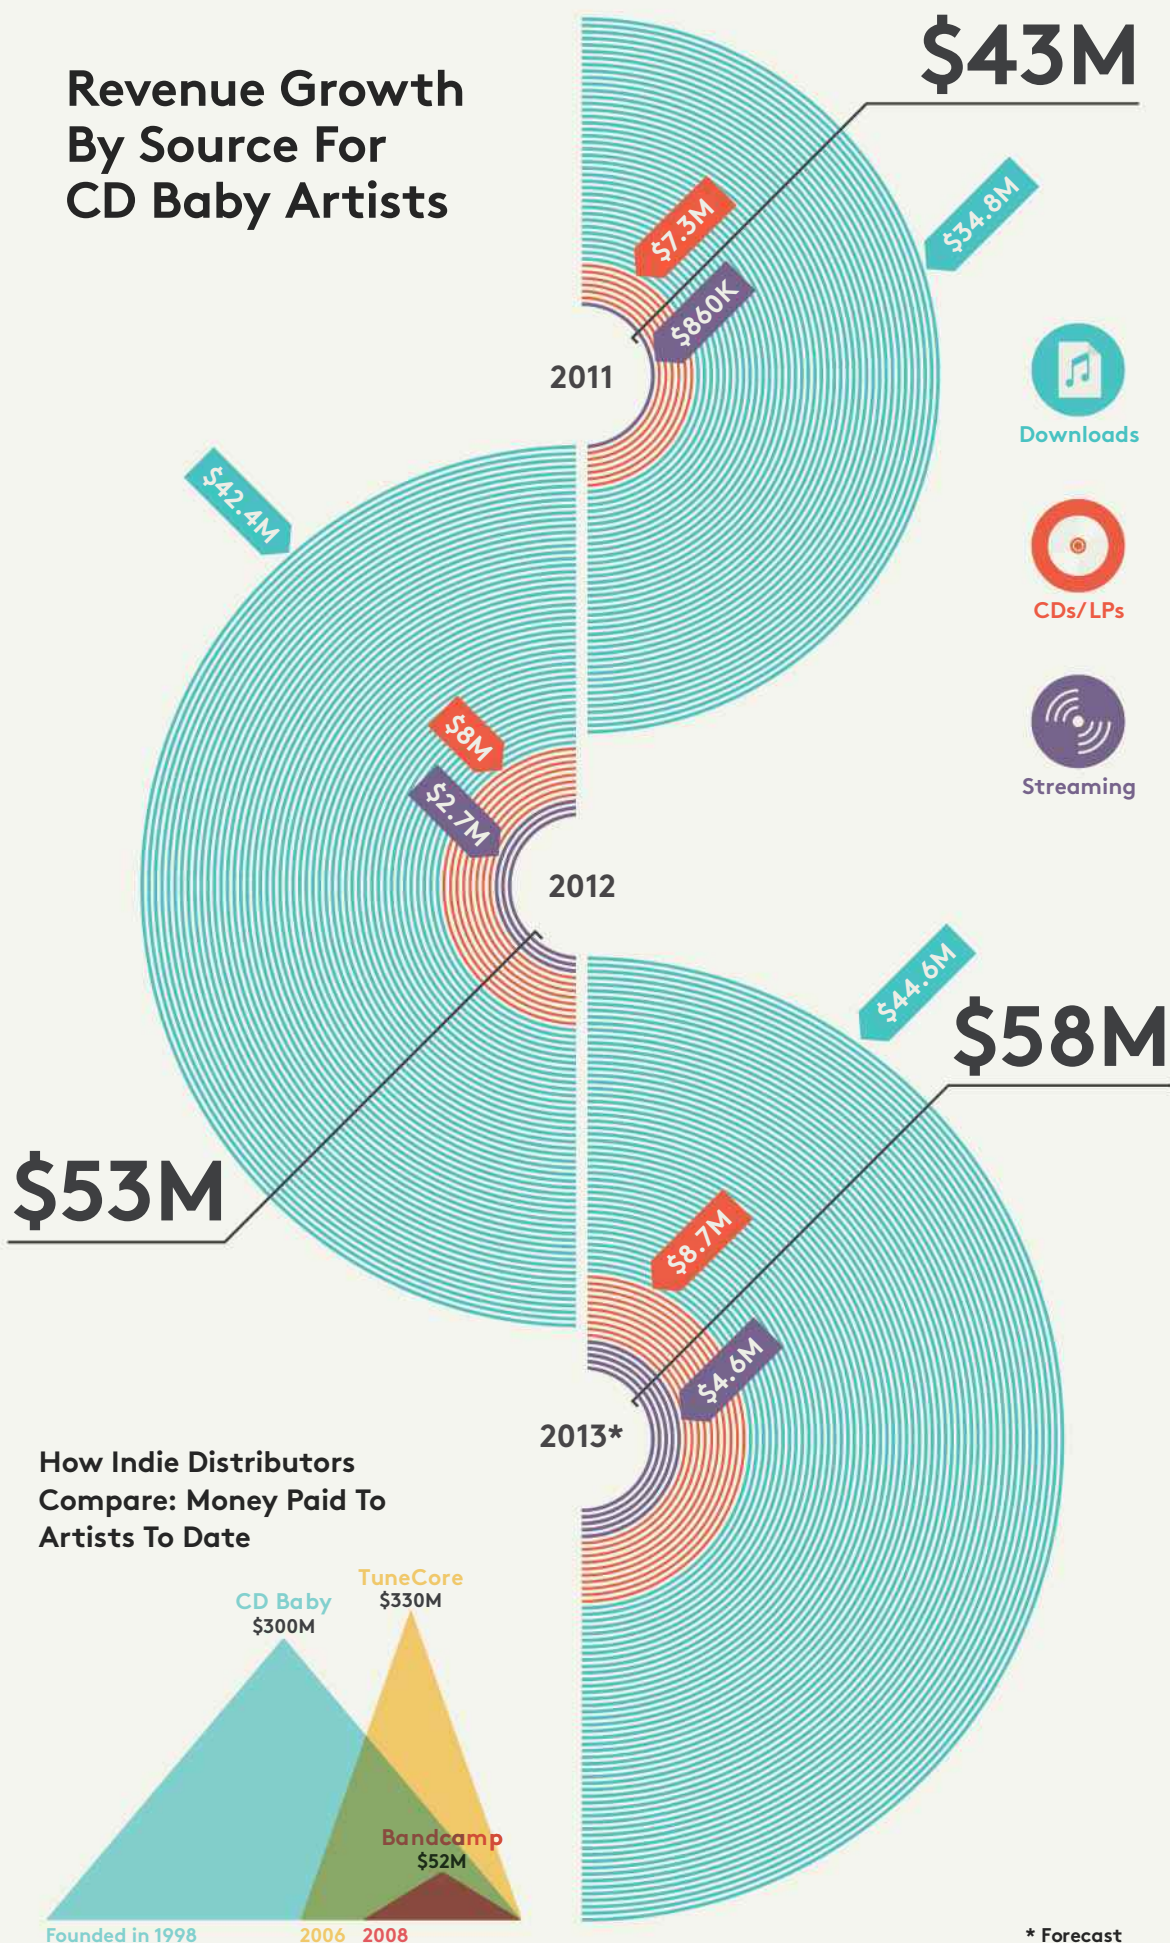 Revenue Growth
By Source For
CD Baby Artists
$43M
$34.8M
$7.3M
$860K
2011
Downloads
CDs/LPs
Streaming
$42.4M
$8M
$2.7M
2012
$53M
$44.6M
$58M
$8.7M
$4.6M
2013*
How Indie Distributors
Compare: Money Paid To
Artists To Date
TuneCore
$330M
CD Baby
$300M
Bandcamp
$52M
Founded in 1998
2006
2008
* Forecast